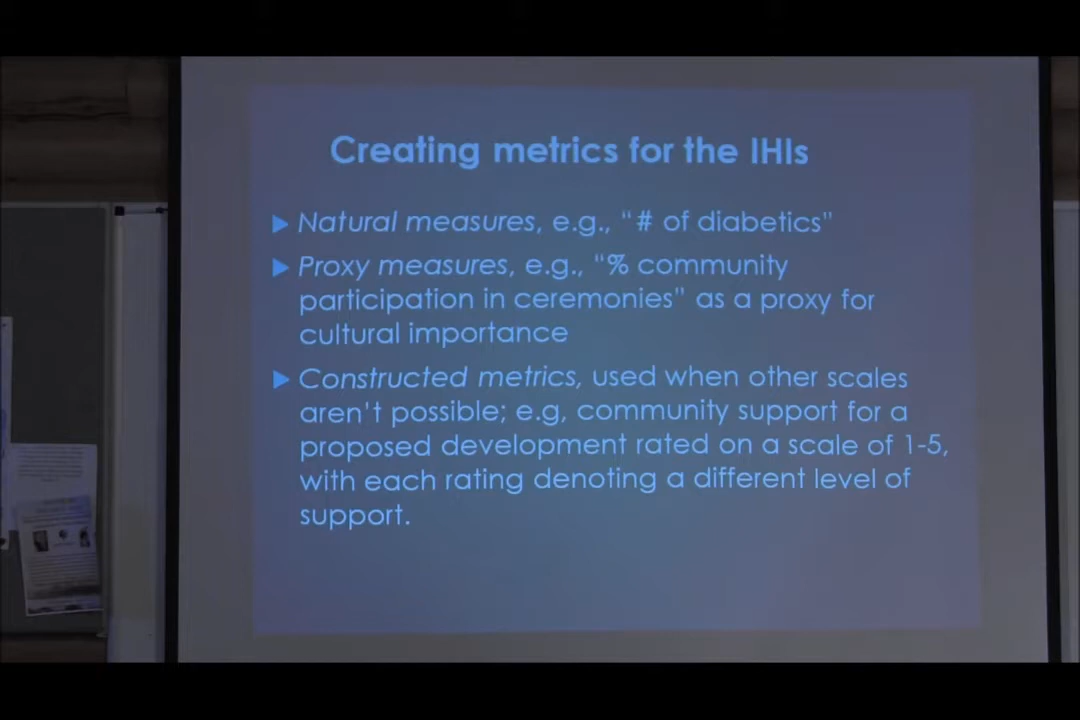 Creating metrics for the IHIs
Natural measures, e.g., “# of diabetics”
Proxy measures, e.g., “% community
participation in ceremonies” as a proxy for
cultural importance
Constructed metrics, used when other scales
aren't possible; e.g, community support for a
proposed development rated on a scale of 1-5,
with each rating denoting a different level of
support.